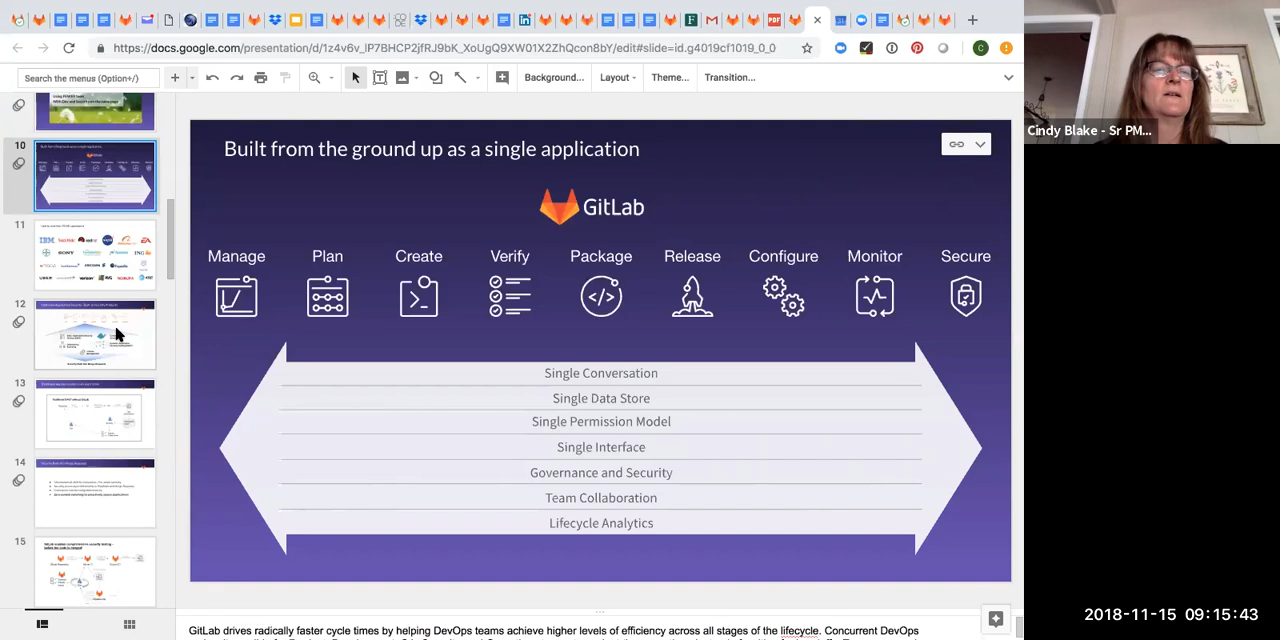 https://docs.google.com/presentation/d/1z4v6v_lP7BHCP2jfRJ9bK_XoUgQ9XW01X2ZhQcon8bY/edit#slide=id.g4019cf1019_0_0
C
Search the menus (Option+/)
Background...
Layout
Theme...
Transition...
10
11
12
13
14
15
Built from the ground up as a single application
GitLab
Manage
Plan
Create
Verify
Package
Release
Configure
Monitor
Secure
Single Conversation
Single Data Store
Single Permission Model
Single Interface
Governance and Security
Team Collaboration
Lifecycle Analytics
GitLab drives radically faster cycle times by helping DevOps teams achieve higher levels of efficiency across all stages of the lifecycle. Concurrent DevOps
Cindy Blake - Sr PM...
2018-11-15 09:15:43